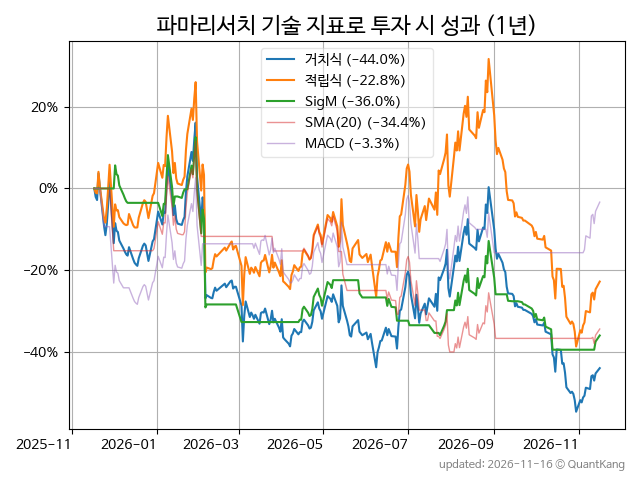 파마리서치 기술 지표로 투자 시 성과 (1년)
거치식 (−44.0%)
적립식 (−22.8%)
SigM (−36.0%)
SMA(20) (−34.4%)
MACD (−3.3%)
20%
0%
−20%
−40%
2025-11 2026-01 2026-03 2026-05 2026-07 2026-09 2026-11
updated: 2026-11-16 © QuantKang